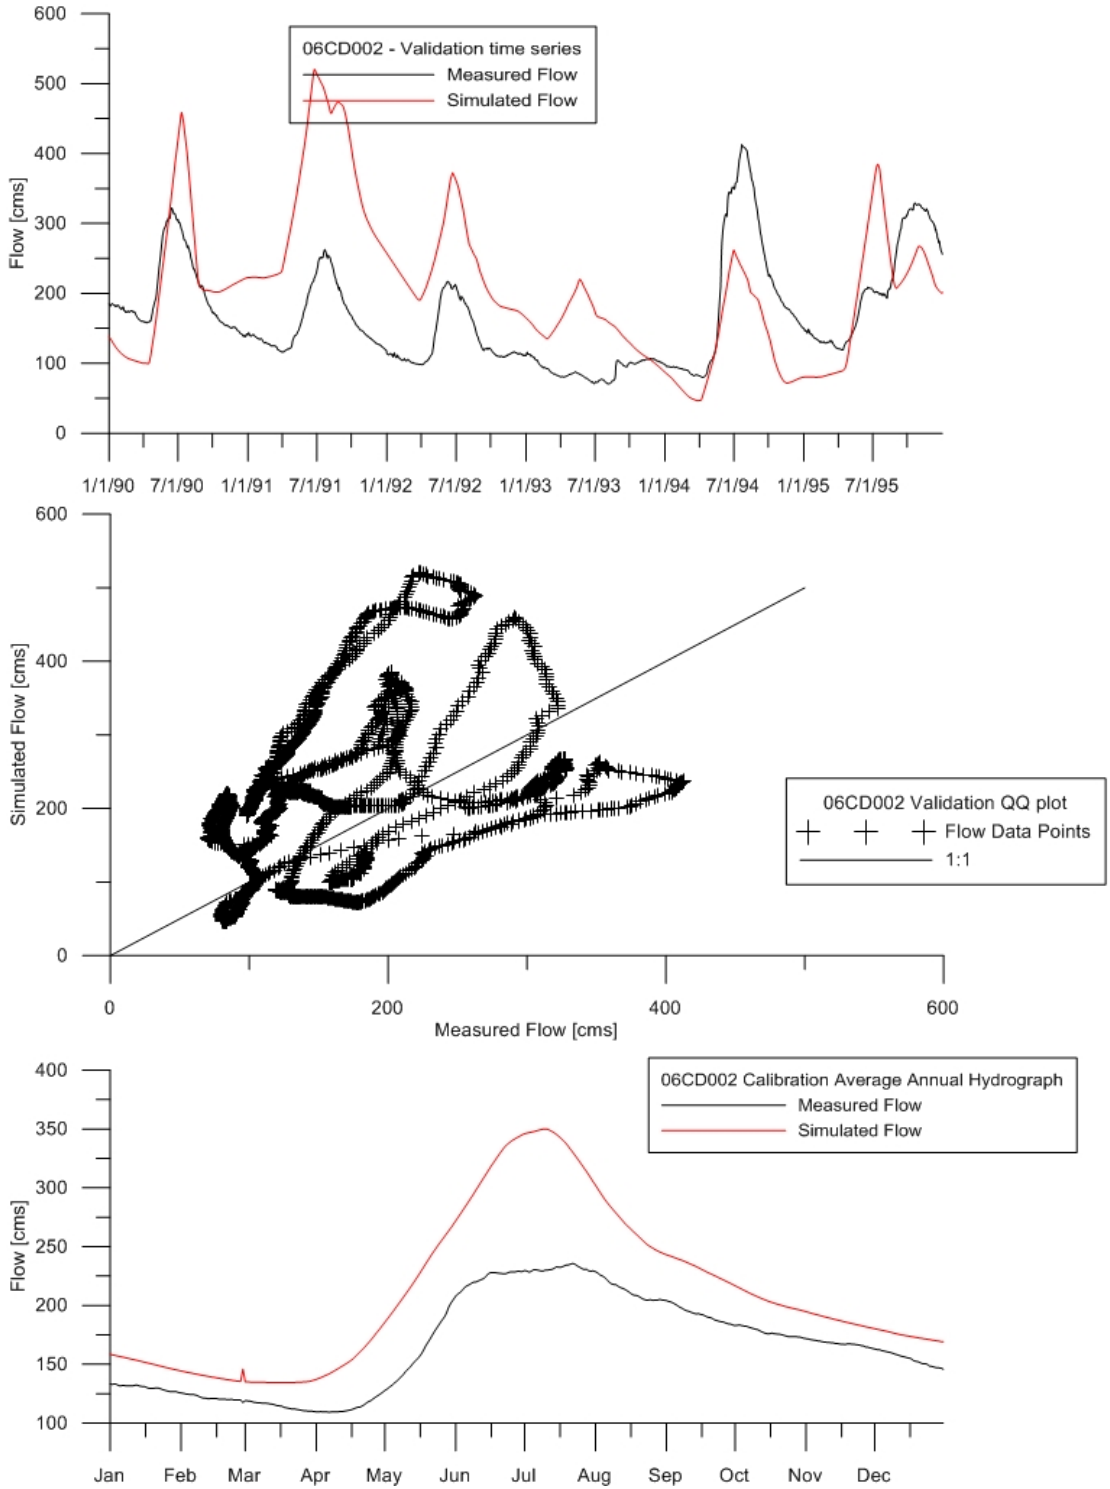 600
06CD002 - Validation time series
Measured Flow
Simulated Flow
500
400
300
200
100
0
Flow [cms]
1/1/90 7/1/90 1/1/91 7/1/91 1/1/92 7/1/92 1/1/93 7/1/93 1/1/94 7/1/94 1/1/95 7/1/95
600
400
200
0
Simulated Flow [cms]
06CD002 Validation QQ plot
Flow Data Points
1:1
0 200 400 600
Measured Flow [cms]
400
06CD002 Calibration Average Annual Hydrograph
Measured Flow
Simulated Flow
350
300
250
200
150
100
Flow [cms]
Jan Feb Mar Apr May Jun Jul Aug Sep Oct Nov Dec